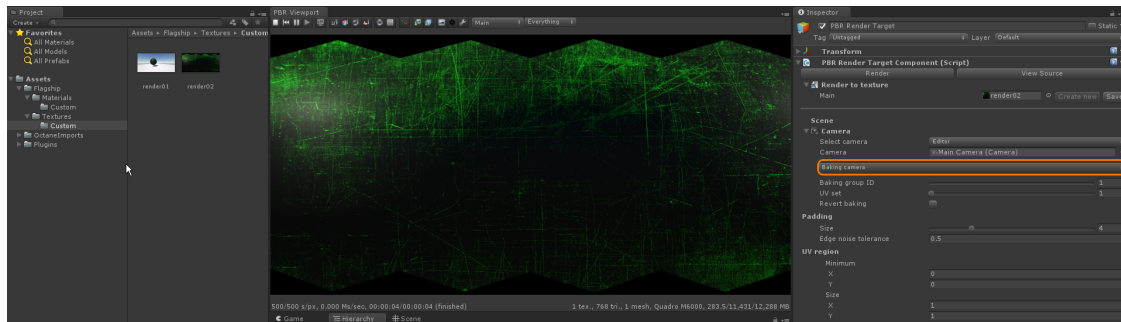 Project
Create
Favorites
All Materials
All Models
All Prefabs
Assets
Flagship
Materials
Custom
Textures
Custom
OctaneImports
Plugins
Assets ▸ Flagship ▸ Textures ▸ Custom
render01 render02
PBR Viewport
Main Everything
500/500 s/px, 0.000 Ms/sec, 00:00:04/00:00:04 (finished) 1 tex., 768 tri., 1 mesh, Quadro M6000, 283.5/11,431/12,288 MB
Game Hierarchy Scene
Inspector
PBR Render Target Static
Tag Untagged Layer Default
Transform
PBR Render Target Component (Script)
Render View Source
Render to texture
Main render02 Create new Save
Scene
Camera
Select camera Editor
Camera Main Camera (Camera)
Baking camera
Baking group ID 1
UV set 1
Revert baking
Padding
Size 4
Edge noise tolerance 0.5
UV region
Minimum
X 0
Y 0
Size
X 1
Y 1